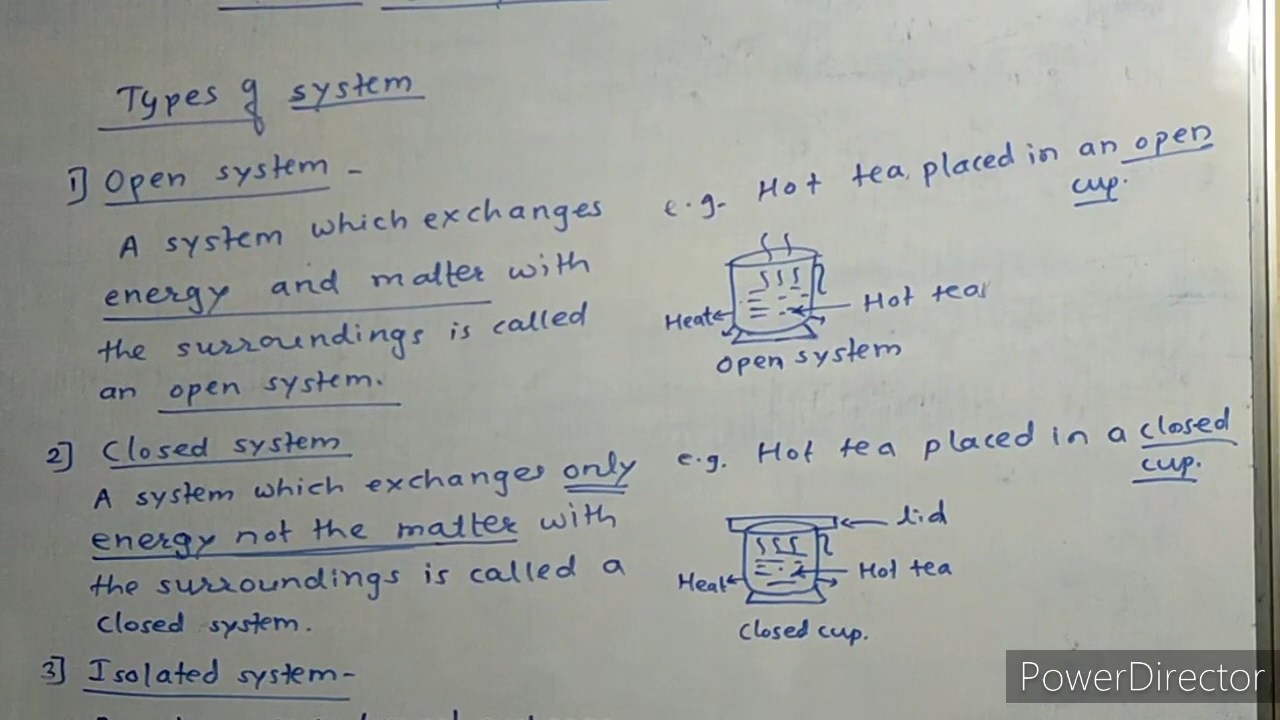 Types of system
1] Open system -
A system which exchanges
energy and matter with
the surroundings is called
an open system.
e.g. Hot tea placed in an open
cup.
Heat
Hot tea
Open system
2] Closed system
A system which exchanges only
energy not the matter with
the surroundings is called a
closed system.
e.g. Hot tea placed in a closed
cup.
lid
Heat
Hot tea
Closed cup.
3] Isolated system-
PowerDirector